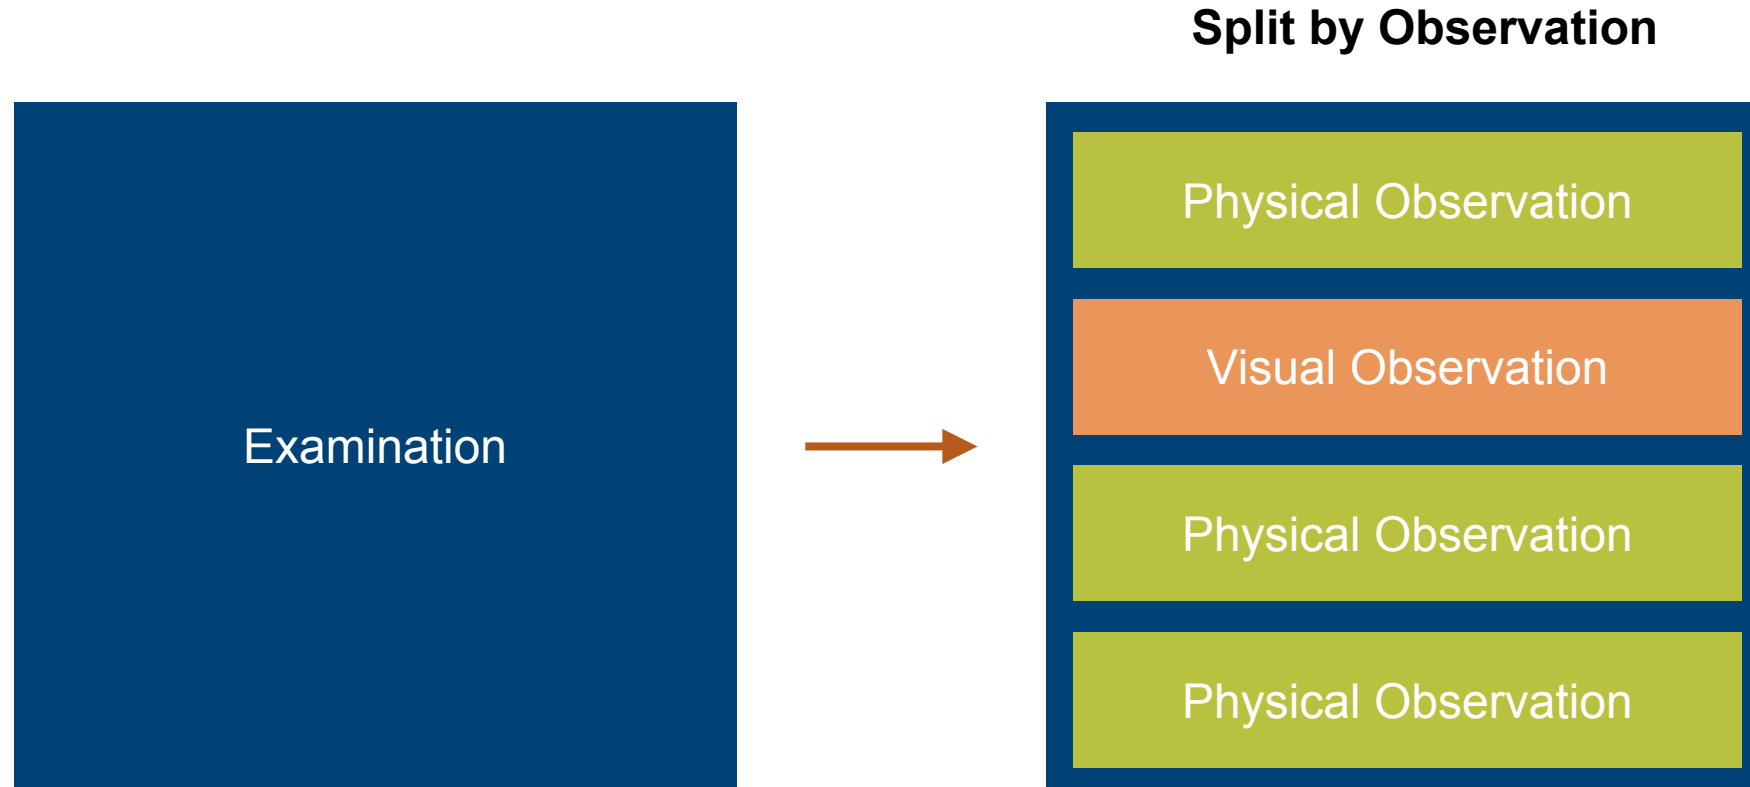 Split by Observation
Examination
Physical Observation
Visual Observation
Physical Observation
Physical Observation